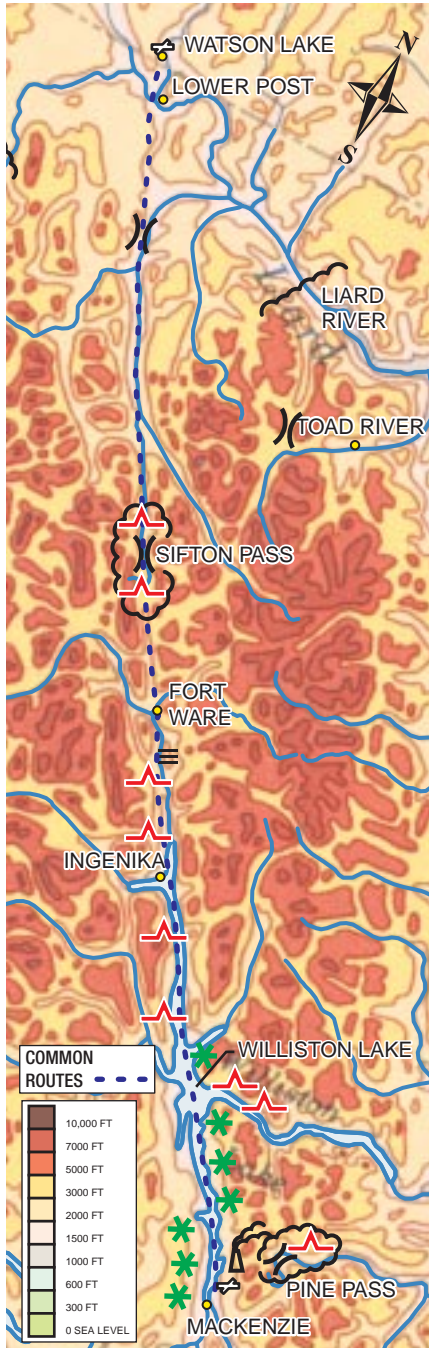 WATSON LAKE
LOWER POST
N
S
Liard
LIARD
RIVER
TOAD RIVER
SIFTON PASS
FORT
WARE
INGENIKA
WILLISTON LAKE
COMMON
ROUTES
10,000 FT
7000 FT
5000 FT
3000 FT
2000 FT
1500 FT
1000 FT
600 FT
300 FT
0 SEA LEVEL
PINE PASS
MACKENZIE